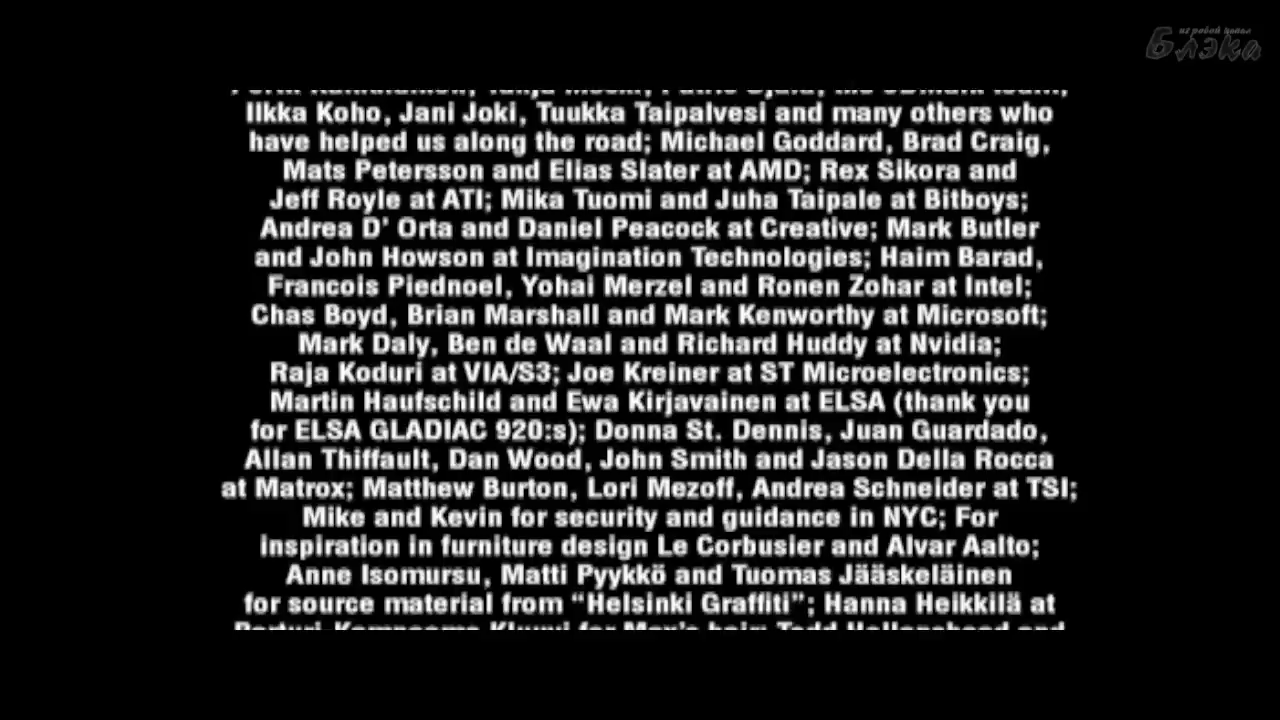 Блэка
Ilkka Koho, Jani Joki, Tuukka Taipalvesi and many others who
have helped us along the road; Michael Goddard, Brad Craig,
Mats Petersson and Elias Slater at AMD; Rex Sikora and
Jeff Royle at ATI; Mika Tuomi and Juha Taipale at Bitboys;
Andrea D' Orta and Daniel Peacock at Creative; Mark Butler
and John Howson at Imagination Technologies; Haim Barad,
Francois Piednoel, Yohai Merzel and Ronen Zohar at Intel;
Chas Boyd, Brian Marshall and Mark Kenworthy at Microsoft;
Mark Daly, Ben de Waal and Richard Huddy at Nvidia;
Raja Koduri at VIA/S3; Joe Kreiner at ST Microelectronics;
Martin Haufschild and Ewa Kirjavainen at ELSA (thank you
for ELSA GLADIAC 920:s); Donna St. Dennis, Juan Guardado,
Allan Thiffault, Dan Wood, John Smith and Jason Della Rocca
at Matrox; Matthew Burton, Lori Mezoff, Andrea Schneider at TSI;
Mike and Kevin for security and guidance in NYC; For
inspiration in furniture design Le Corbusier and Alvar Aalto;
Anne Isomursu, Matti Pyykkö and Tuomas Jääskeläinen
for source material from “Helsinki Graffiti”; Hanna Heikkilä at